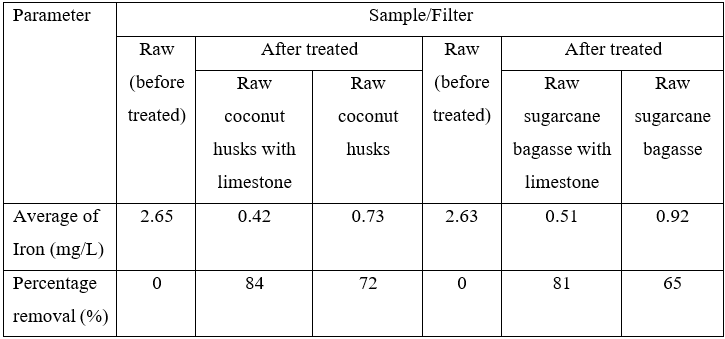 Parameter
Sample/Filter
Raw
(before
treated)
After treated
Raw
(before
treated)
After treated
Raw
coconut
husks with
limestone
Raw
coconut
husks
Raw
sugarcane
bagasse with
limestone
Raw
sugarcane
bagasse
Average of
Iron (mg/L)
2.65
0.42
0.73
2.63
0.51
0.92
Percentage
removal (%)
0
84
72
0
81
65